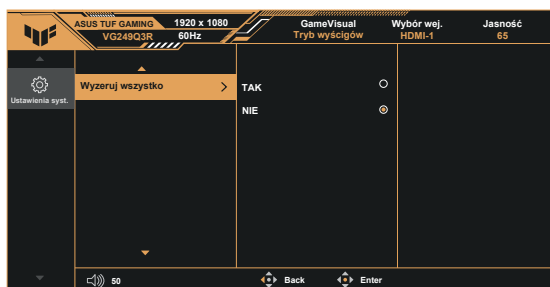 ASUS TUF GAMING 1920 x 1080 GameVisual Wybór wej. Jasność
VG249Q3R 60Hz Tryb wyścigów HDMI-1 65
Ustawienia syst.
Wyzeruj wszystko
TAK
NIE
50 Back Enter